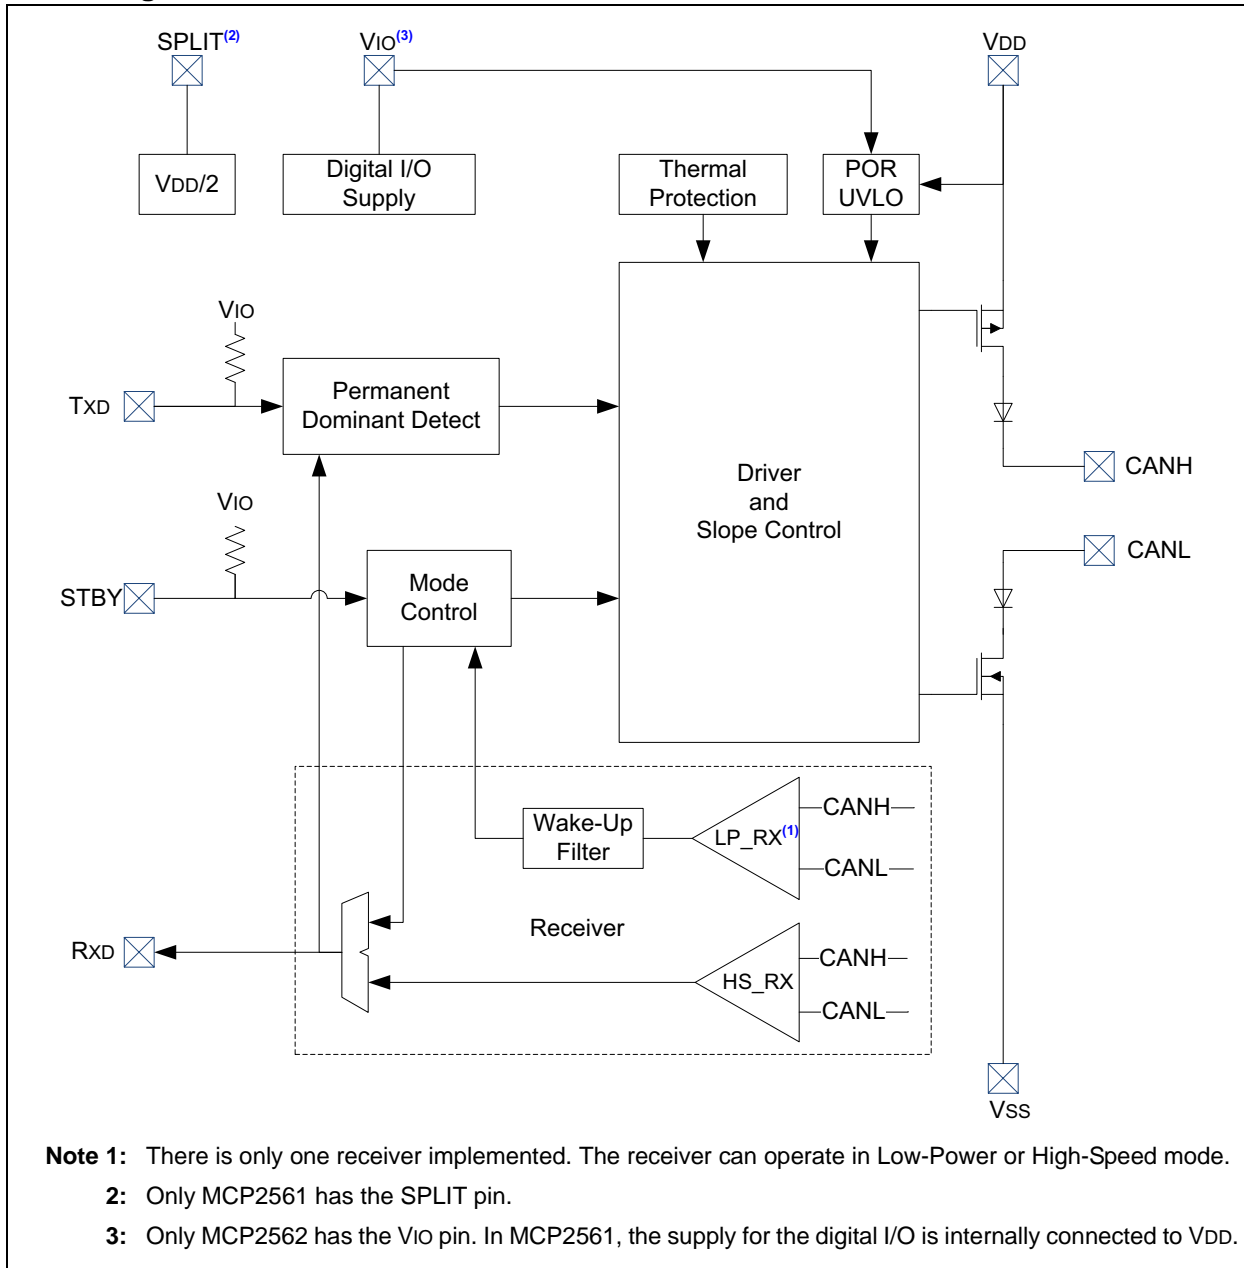 SPLIT(2)
VIO(3)
VDD
VDD/2
Digital I/O
Supply
Thermal
Protection
POR
UVLO
VIO
TXD
Permanent
Dominant Detect
Driver
and
Slope Control
CANH
VIO
CANL
STBY
Mode
Control
Wake-Up
Filter
LP_RX(1)
CANH
CANL
Receiver
RXD
HS_RX
CANH
CANL
VSS
Note 1: There is only one receiver implemented. The receiver can operate in Low-Power or High-Speed mode.
2: Only MCP2561 has the SPLIT pin.
3: Only MCP2562 has the VIO pin. In MCP2561, the supply for the digital I/O is internally connected to VDD.